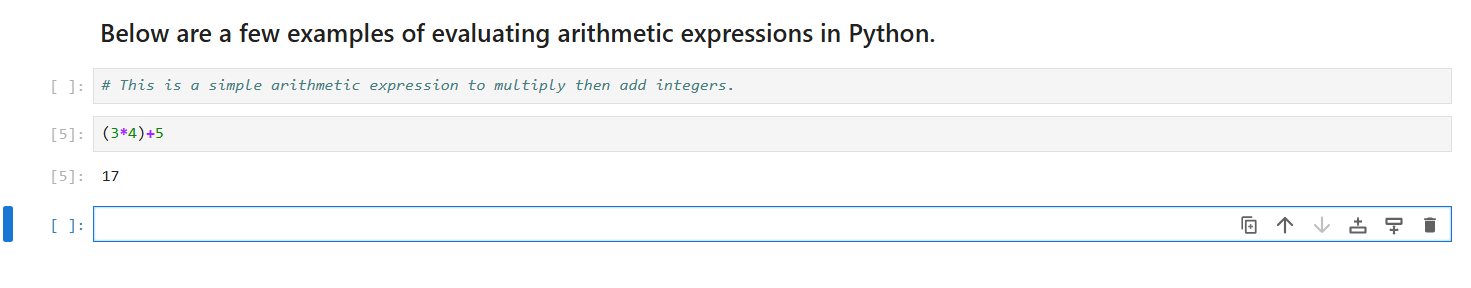 Below are a few examples of evaluating arithmetic expressions in Python.
[ ]: # This is a simple arithmetic expression to multiply then add integers.
[5]: (3*4)+5
[5]: 17
[ ]: